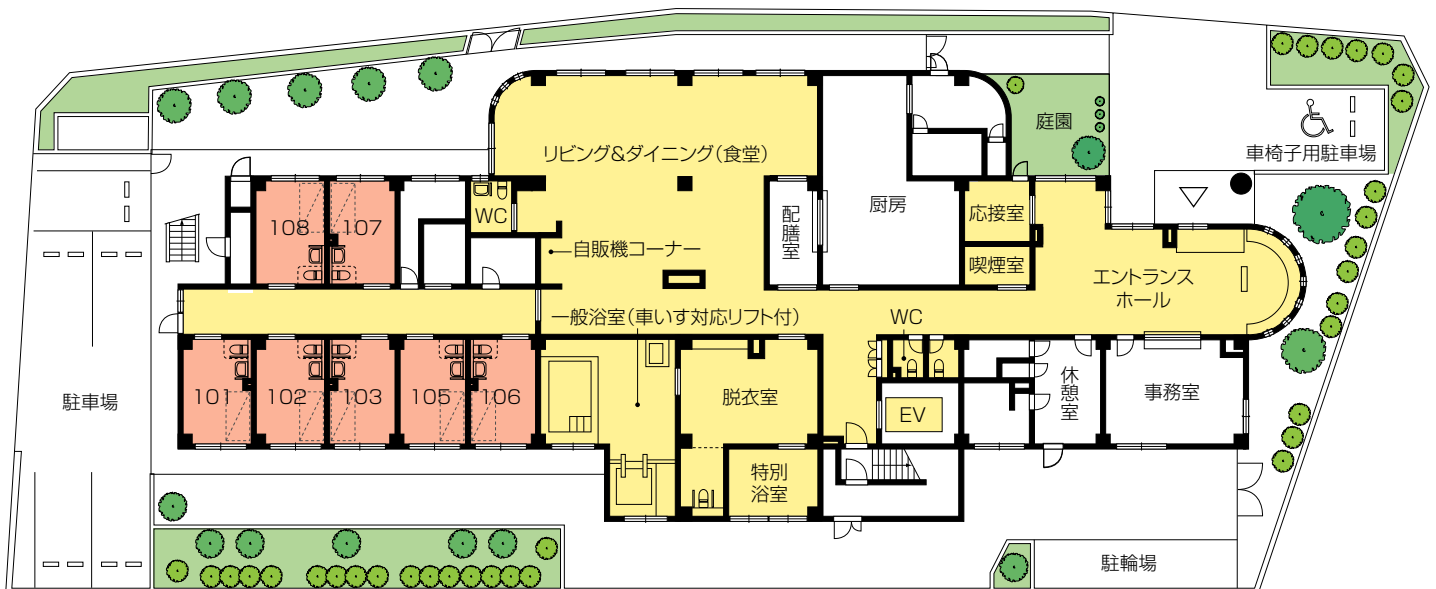 庭園
車椅子用駐車場
リビング&ダイニング(食堂)
WC
配膳室
厨房
応接室
喫煙室
108
107
自販機コーナー
エントランス
ホール
一般浴室(車いす対応リフト付)
WC
101
102
103
105
106
脱衣室
EV
休憩室
事務室
駐車場
特別
浴室
駐輪場